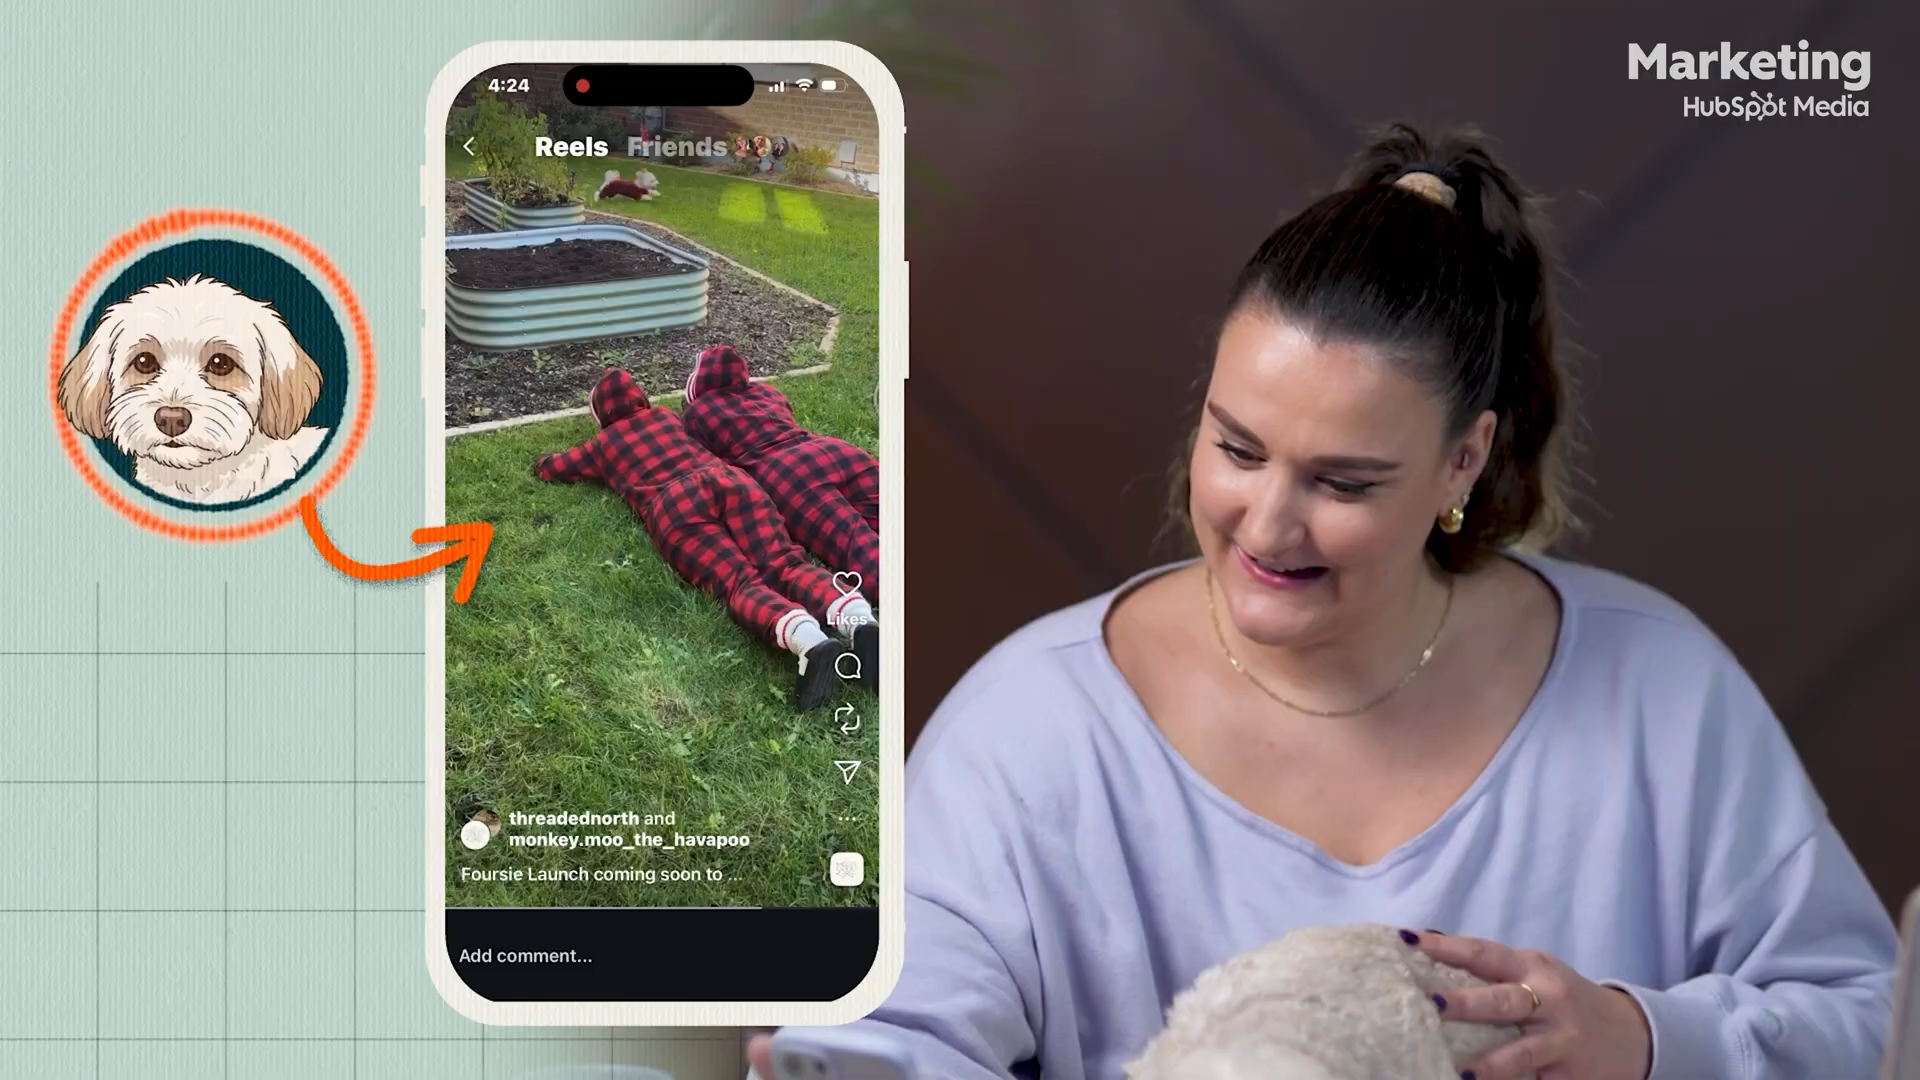 Marketing
HubSpot Media
4:24
Reels Friends
Likes
threadednorth and
monkey.moo_the_havapoo
Foursie Launch coming soon to ...
Add comment...